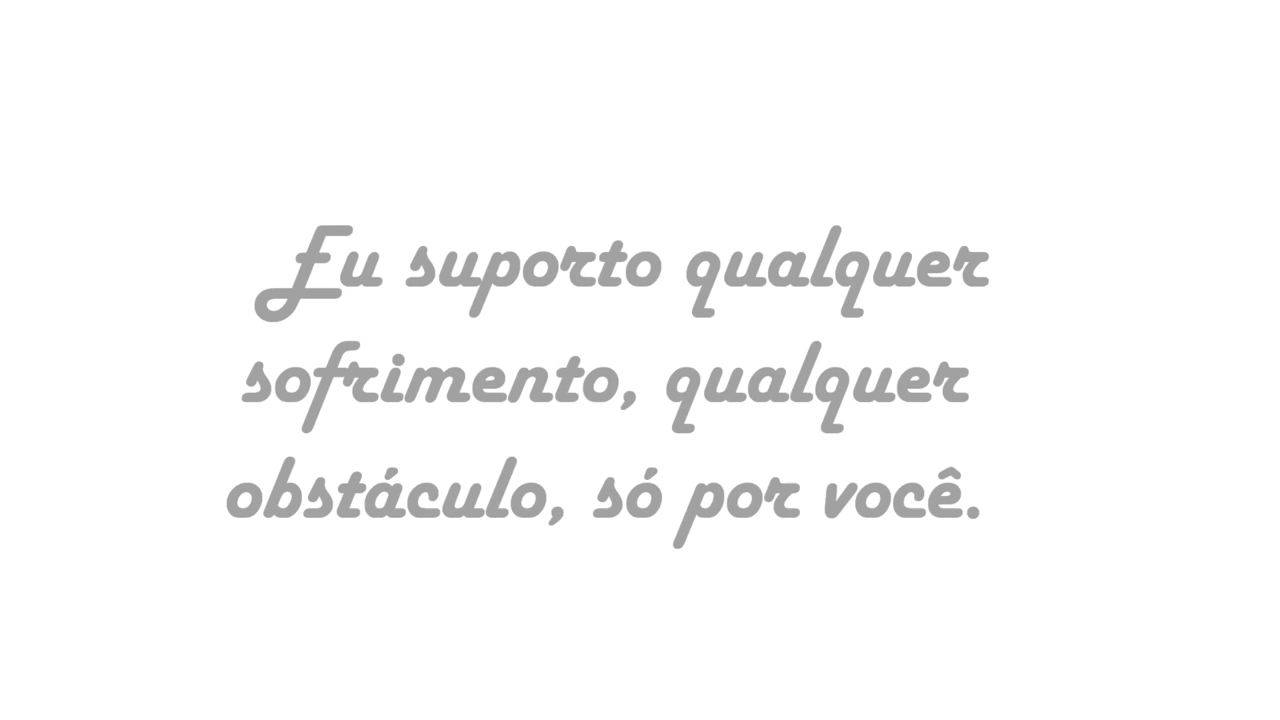 Eu suporto qualquer
sofrimento, qualquer
obstáculo, só por você.